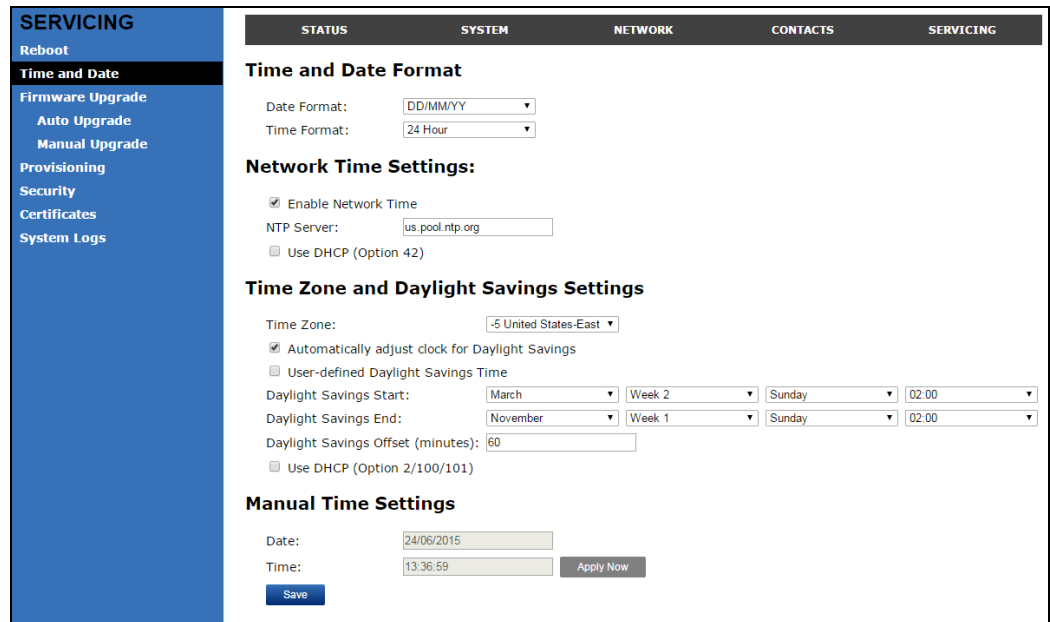 SERVICING
Reboot
Time and Date
Firmware Upgrade
Auto Upgrade
Manual Upgrade
Provisioning
Security
Certificates
System Logs
STATUS SYSTEM NETWORK CONTACTS SERVICING
Time and Date Format
Date Format: DD/MM/YY
Time Format: 24 Hour
Network Time Settings:
Enable Network Time
NTP Server: us.pool.ntp.org
Use DHCP (Option 42)
Time Zone and Daylight Savings Settings
Time Zone: -5 United States-East
Automatically adjust clock for Daylight Savings
User-defined Daylight Savings Time
Daylight Savings Start: March Week 2 Sunday 02:00
Daylight Savings End: November Week 1 Sunday 02:00
Daylight Savings Offset (minutes): 60
Use DHCP (Option 2/100/101)
Manual Time Settings
Date: 24/06/2015
Time: 13:36:59 Apply Now
Save